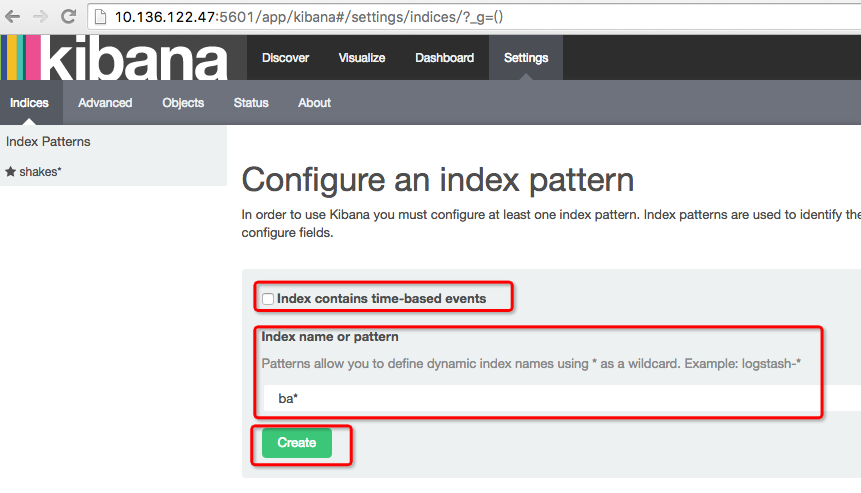 10.136.122.47:5601/app/kibana#/settings/indices/?_g=()
kibana Discover Visualize Dashboard Settings
Indices Advanced Objects Status About
Index Patterns
shakes*
Configure an index pattern
In order to use Kibana you must configure at least one index pattern. Index patterns are used to identify the
configure fields.
Index contains time-based events
Index name or pattern
Patterns allow you to define dynamic index names using * as a wildcard. Example: logstash-*
ba*
Create